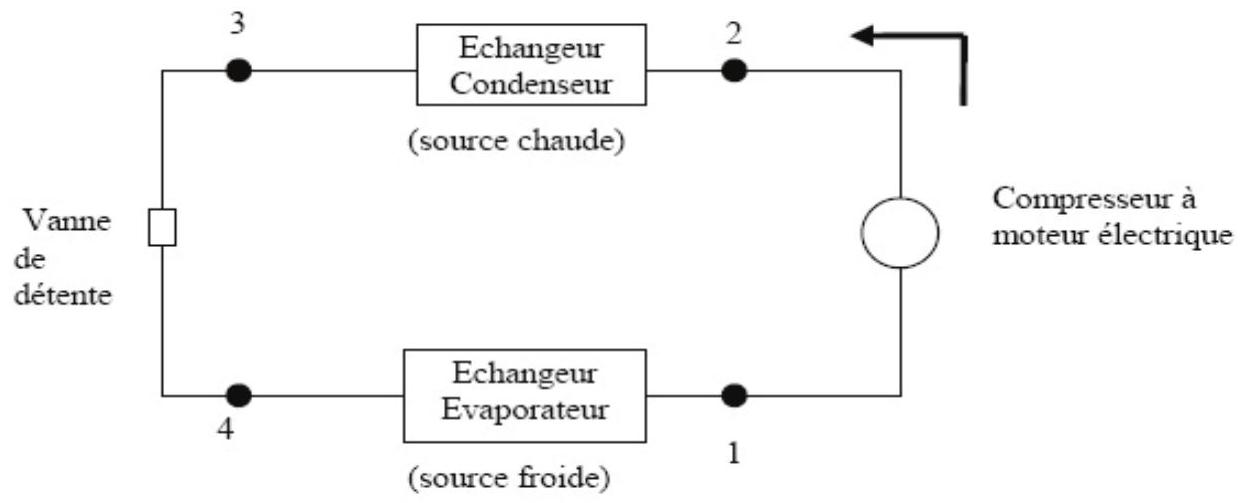 3
Echangeur
Condenseur
2
(source chaude)
Vanne
de
détente
Compresseur à
moteur électrique
Echangeur
Evaporateur
4
1
(source froide)